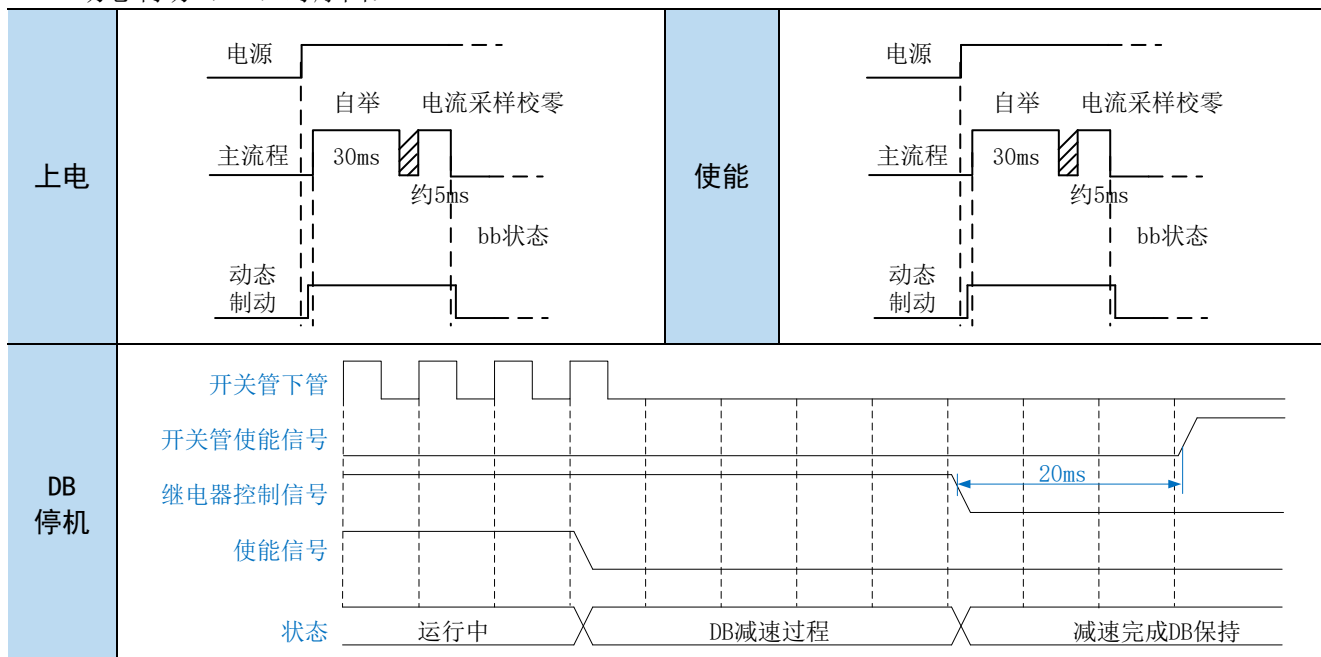 上电
电源
自举 电流采样校零
主流程
30ms
约5ms
bb状态
动态
制动
使能
电源
自举 电流采样校零
主流程
30ms
约5ms
bb状态
动态
制动
DB
停机
开关管下管
开关管使能信号
继电器控制信号
20ms
使能信号
状态 运行中 DB减速过程 减速完成DB保持